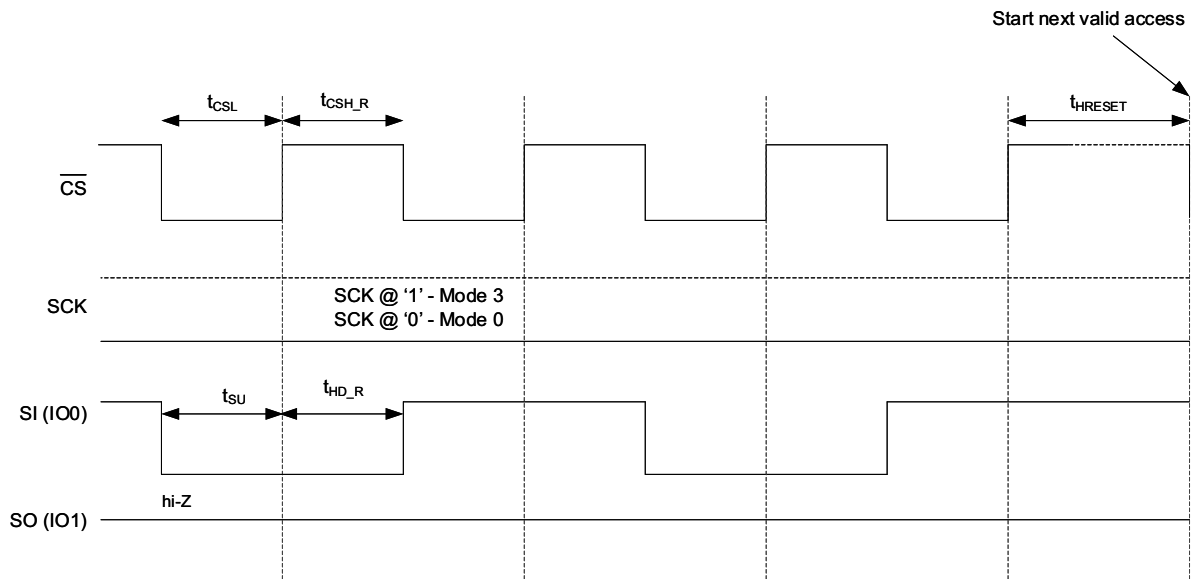 Start next valid access
tCSL
tCSH_R
tHRESET
CS
SCK @ ‘1’ - Mode 3
SCK
SCK @ ‘0’ - Mode 0
tSU
tHD_R
SI (IO0)
hi-Z
SO (IO1)